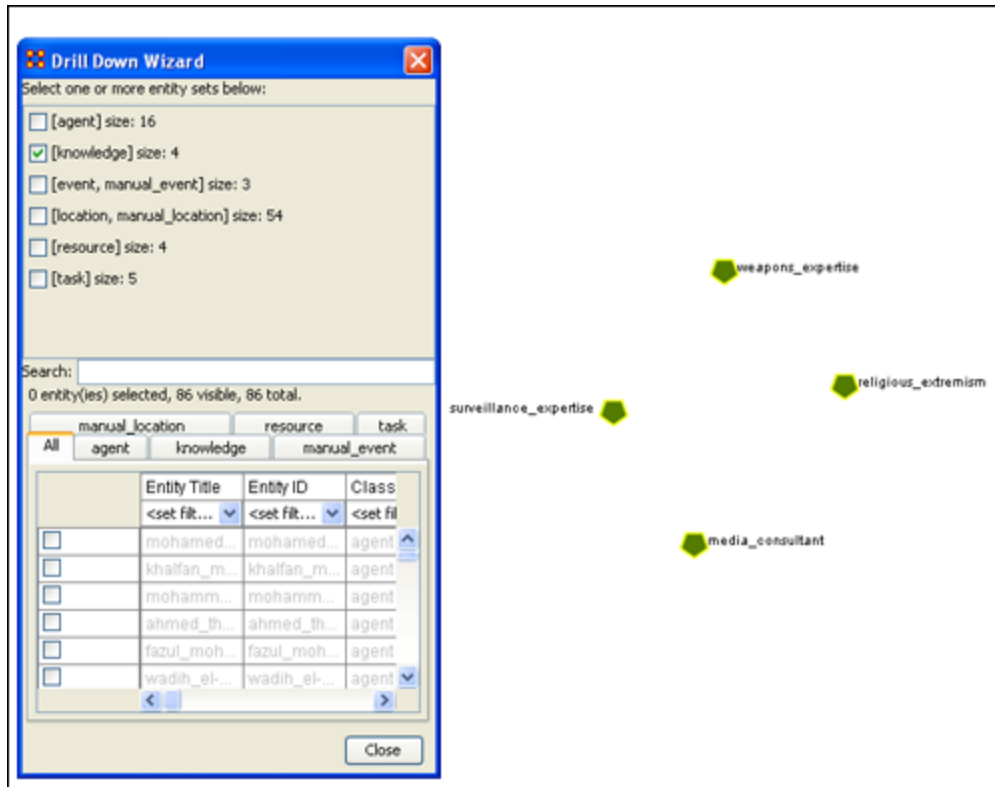 Drill Down Wizard
Select one or more entity sets below:
[agent] size: 16
[knowledge] size: 4
[event, manual_event] size: 3
[location, manual_location] size: 54
[resource] size: 4
[task] size: 5
Search:
0 entity(ies) selected, 86 visible, 86 total.
manual_location resource task
All agent knowledge manual_event
Entity Title Entity ID Class
<set filt... <set filt... <set fil
mohamed... mohamed... agent
khalfan_m... khalfan_m... agent
mohamm... mohamm... agent
ahmed_th... ahmed_th... agent
fazul_moh... fazul_moh... agent
wadih_el-... wadih_el-... agent
Close
weapons_expertise
religious_extremism
surveillance_expertise
media_consultant